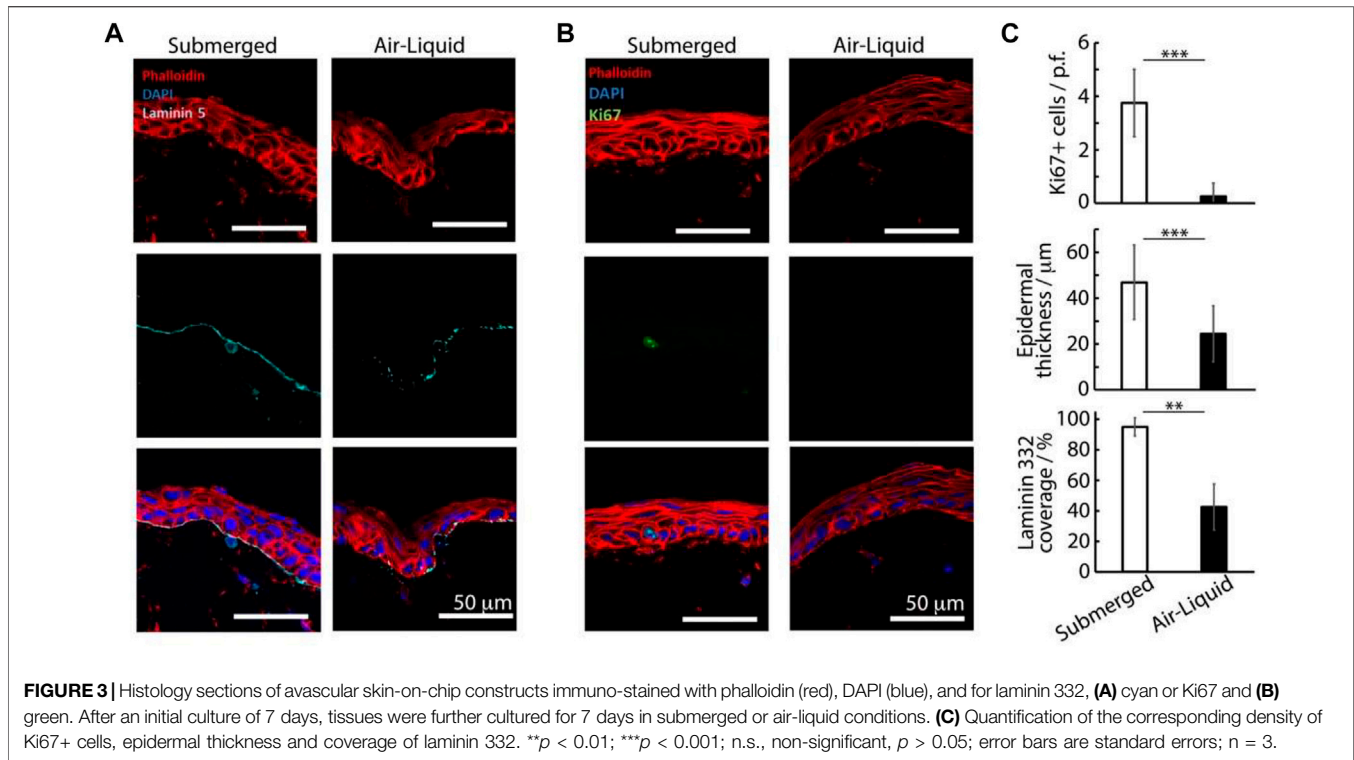 A
Submerged
Air-Liquid
Phalloidin
DAPI
Laminin 5
50 µm
B
Submerged
Air-Liquid
Phalloidin
DAPI
Ki67
50 µm
C
Ki67+ cells / p.f.
6
4
2
0
***
Epidermal
thickness / µm
60
40
20
0
***
Laminin 332
coverage / %
100
80
60
40
20
0
**
Submerged
Air-Liquid
FIGURE 3 | Histology sections of avascular skin-on-chip constructs immuno-stained with phalloidin (red), DAPI (blue), and for laminin 332, (A) cyan or Ki67 and (B)
green. After an initial culture of 7 days, tissues were further cultured for 7 days in submerged or air-liquid conditions. (C) Quantification of the corresponding density of
Ki67+ cells, epidermal thickness and coverage of laminin 332. **p < 0.01; ***p < 0.001; n.s., non-significant, p > 0.05; error bars are standard errors; n = 3.